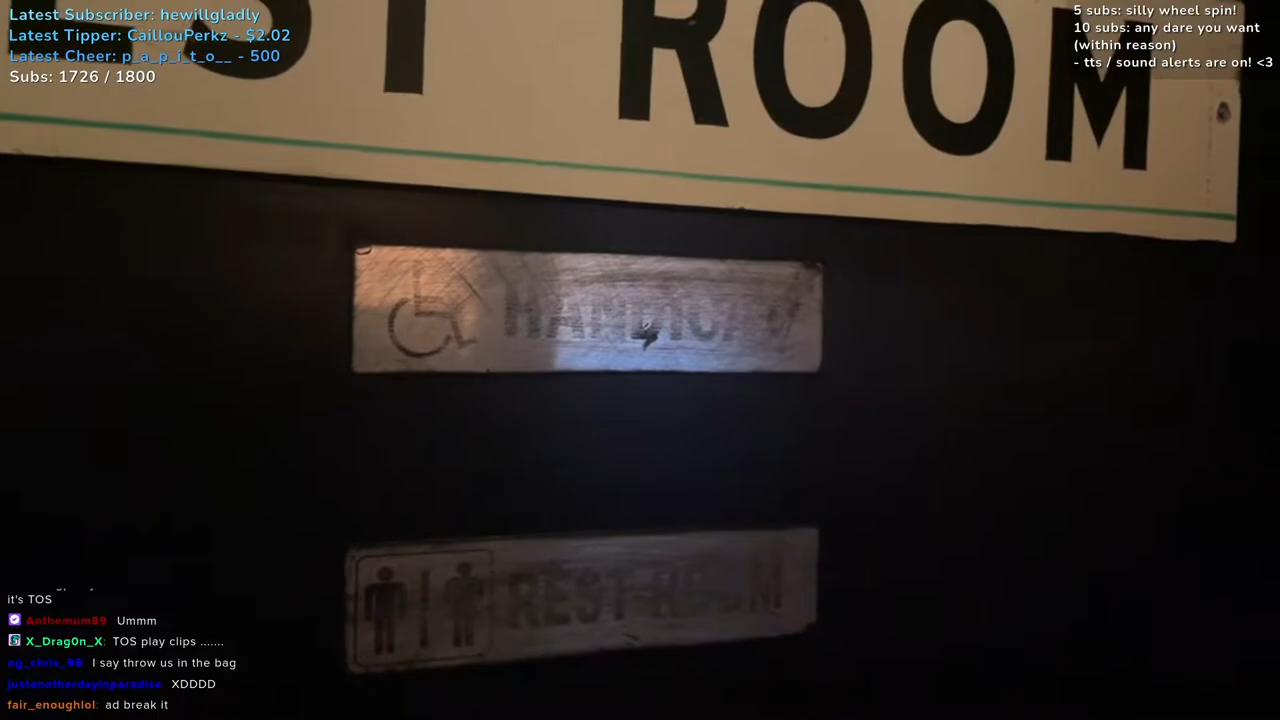 Latest Subscriber: hewillgladly
Latest Tipper: CaillouPerkz - $2.02
Latest Cheer: p_a_p_i_t_o__ - 500
Subs: 1726 / 1800
5 subs: silly wheel spin!
10 subs: any dare you want
(within reason)
- tts / sound alerts are on! <3
EST ROOM
HANDICAP
REST ROOM
it's TOS
Anthemum89 Ummm
X_Drag0n_X: TOS play clips .......
og_chris_98 I say throw us in the bag
justanotherdayinparadise XDDDD
fair_enoughlol: ad break it